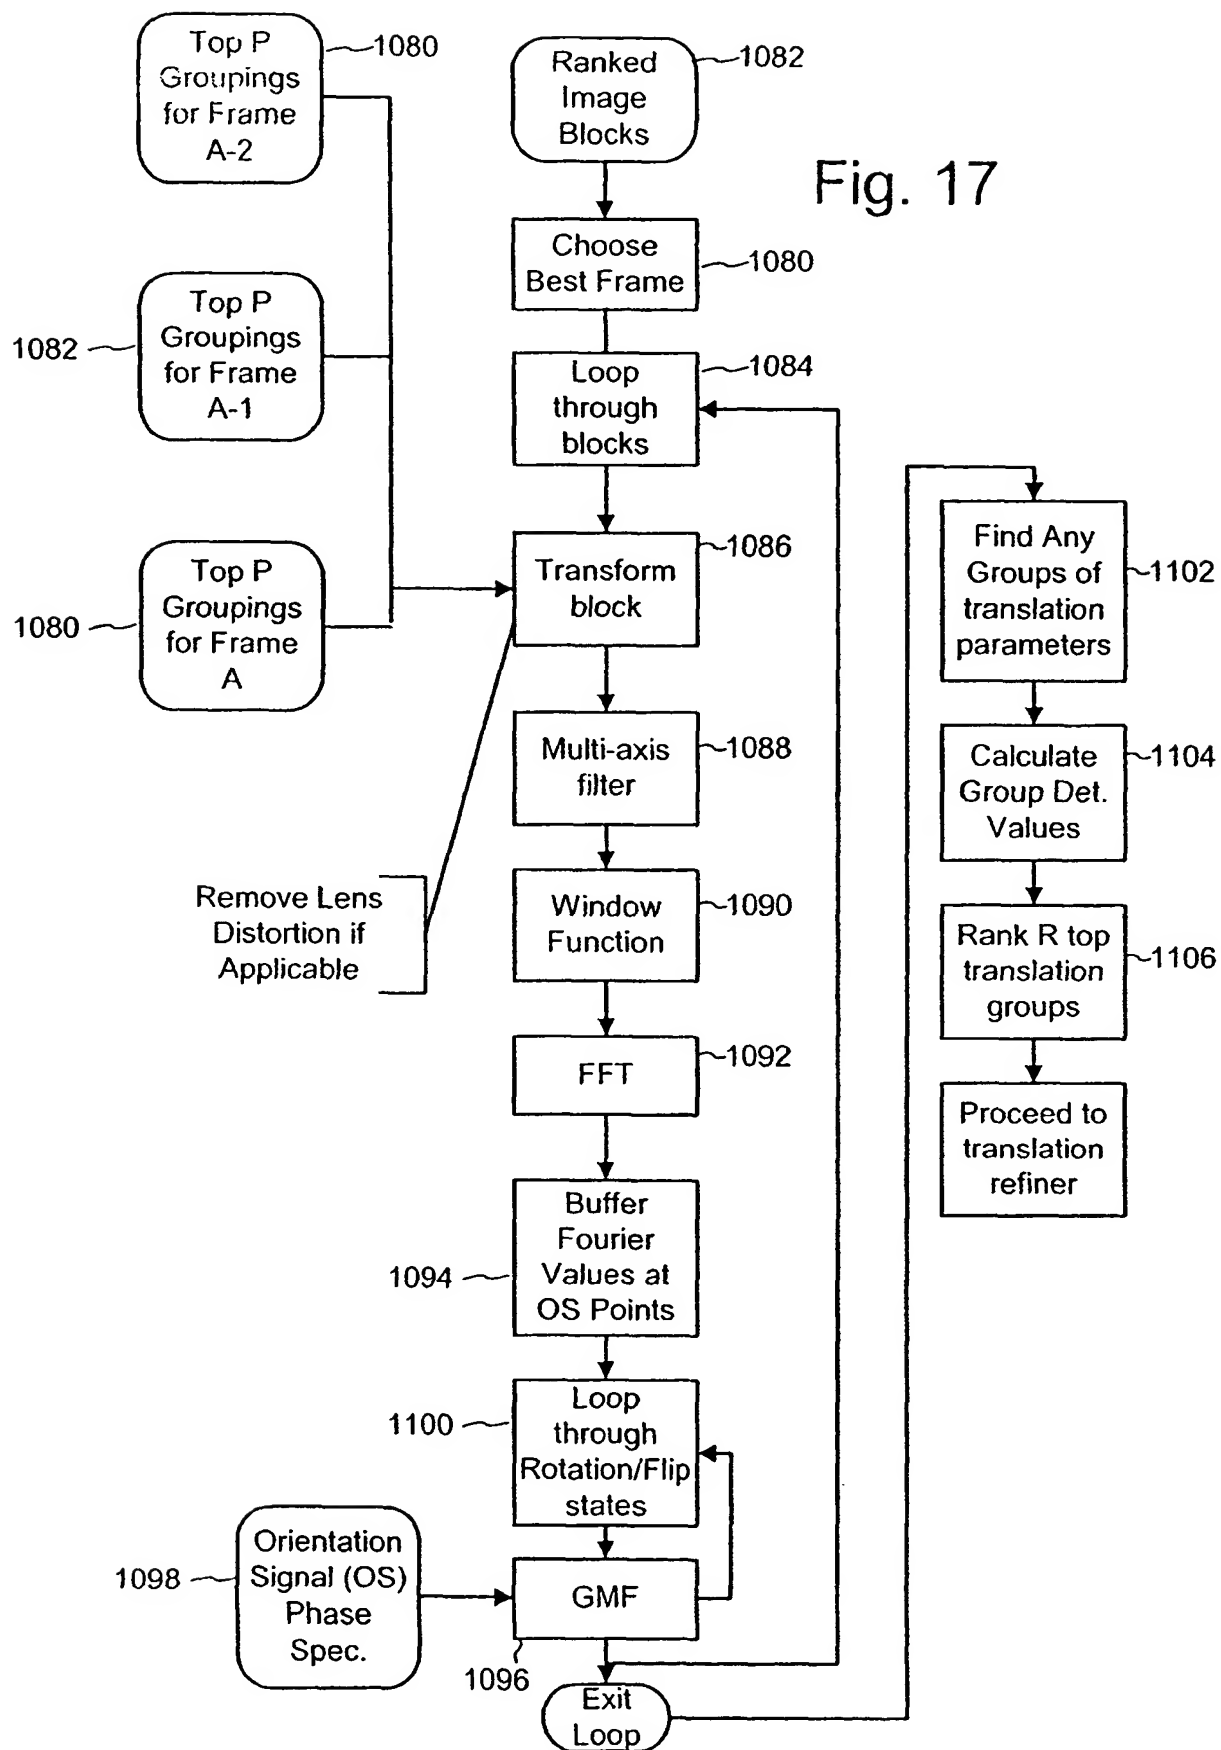 Top P
Groupings
for Frame
A-2
1080
Ranked
Image
Blocks
1082
Fig. 17
Choose
Best Frame
1080
Top P
Groupings
for Frame
A-1
1082
Loop
through
blocks
1084
Top P
Groupings
for Frame
A
1080
Transform
block
1086
Multi-axis
filter
1088
Remove Lens
Distortion if
Applicable
Window
Function
1090
FFT
1092
Buffer
Fourier
Values at
OS Points
1094
Loop
through
Rotation/Flip
states
1100
Orientation
Signal (OS)
Phase
Spec.
1098
GMF
1096
Exit
Loop
Find Any
Groups of
translation
parameters
1102
Calculate
Group Det.
Values
1104
Rank R top
translation
groups
1106
Proceed to
translation
refiner